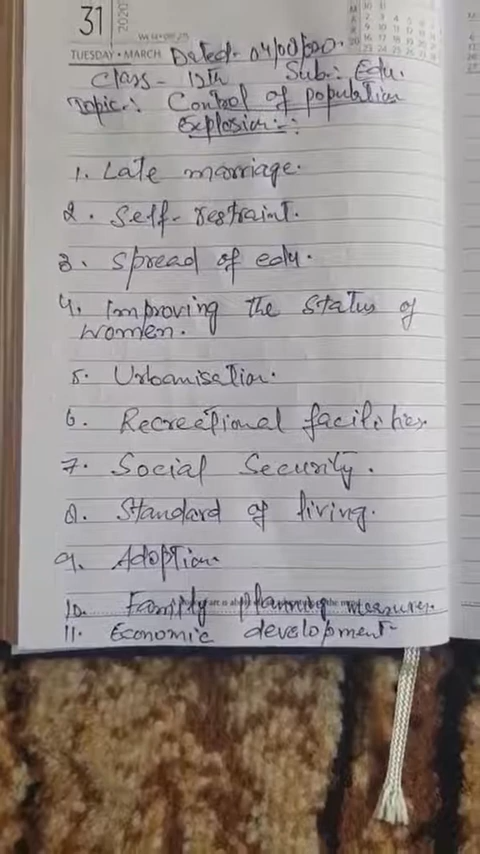 31
2020
TUESDAY • MARCH Dated- 04/08/20.
Class- 12th Sub: Edu.
Topic: Control of population
Explosion:-
1. Late marriage.
2. Self-restraint.
3. Spread of edu.
4. Improving the status of
women.
5. Urbanisation.
6. Recreational facilities.
7. Social Security.
8. Standard of living.
9. Adoption
10. Family planning measures.
11. Economic development